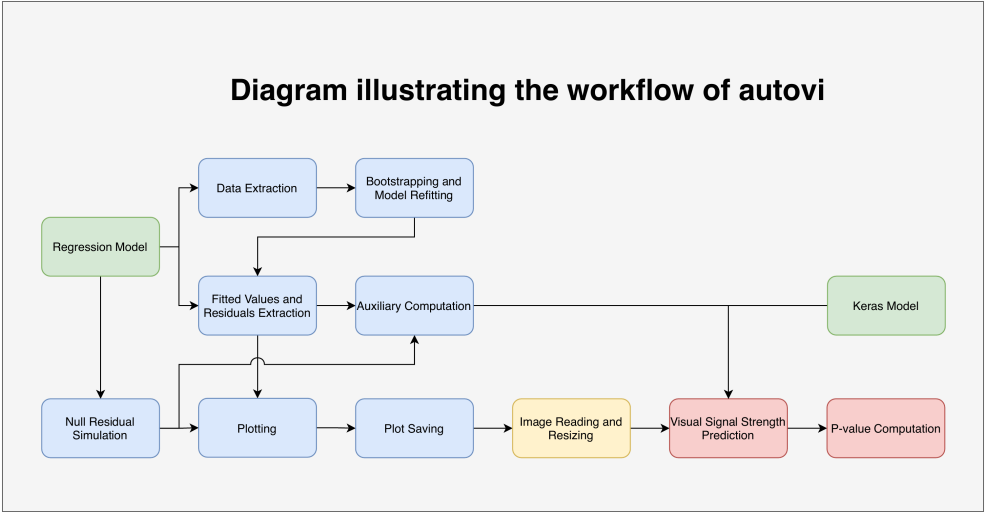 Diagram illustrating the workflow of autovi
Data Extraction
Bootstrapping and
Model Refitting
Regression Model
Fitted Values and
Residuals Extraction
Auxiliary Computation
Keras Model
Null Residual
Simulation
Plotting
Plot Saving
Image Reading and
Resizing
Visual Signal Strength
Prediction
P-value Computation